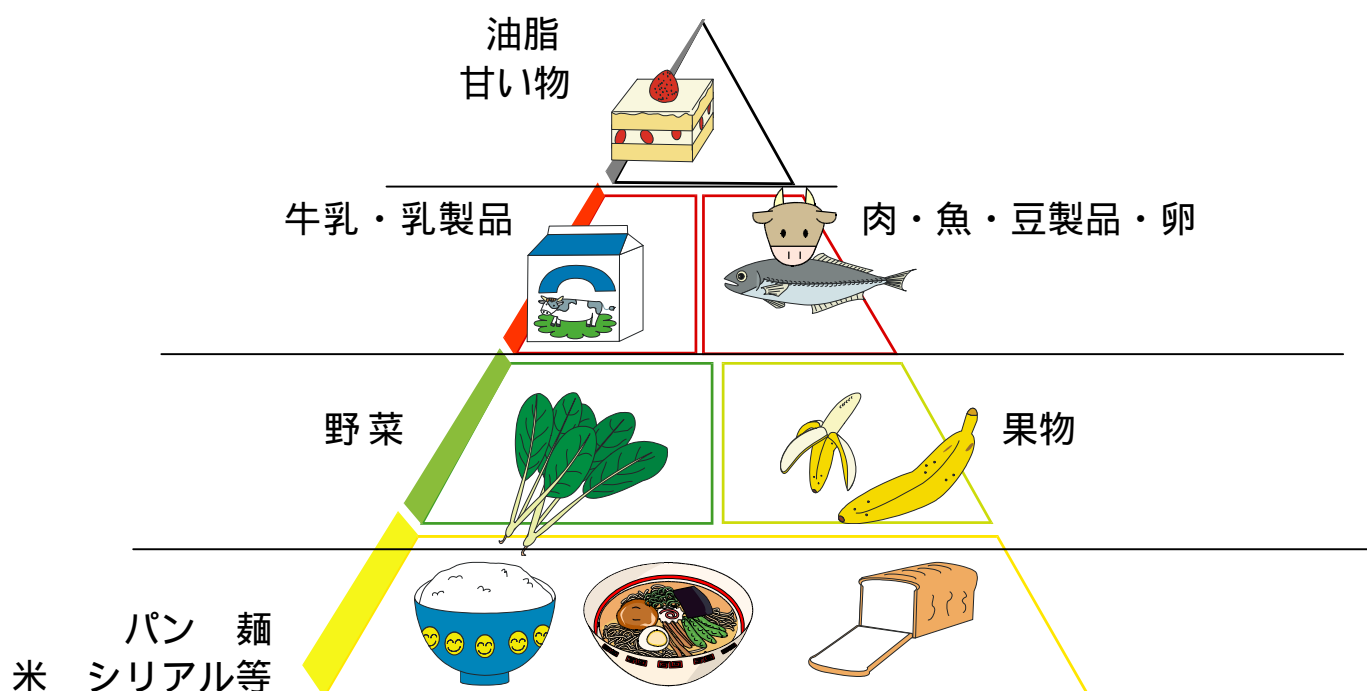 油脂
甘い物
牛乳・乳製品
肉・魚・豆製品・卵
野菜
果物
パン　麺
米　シリアル等